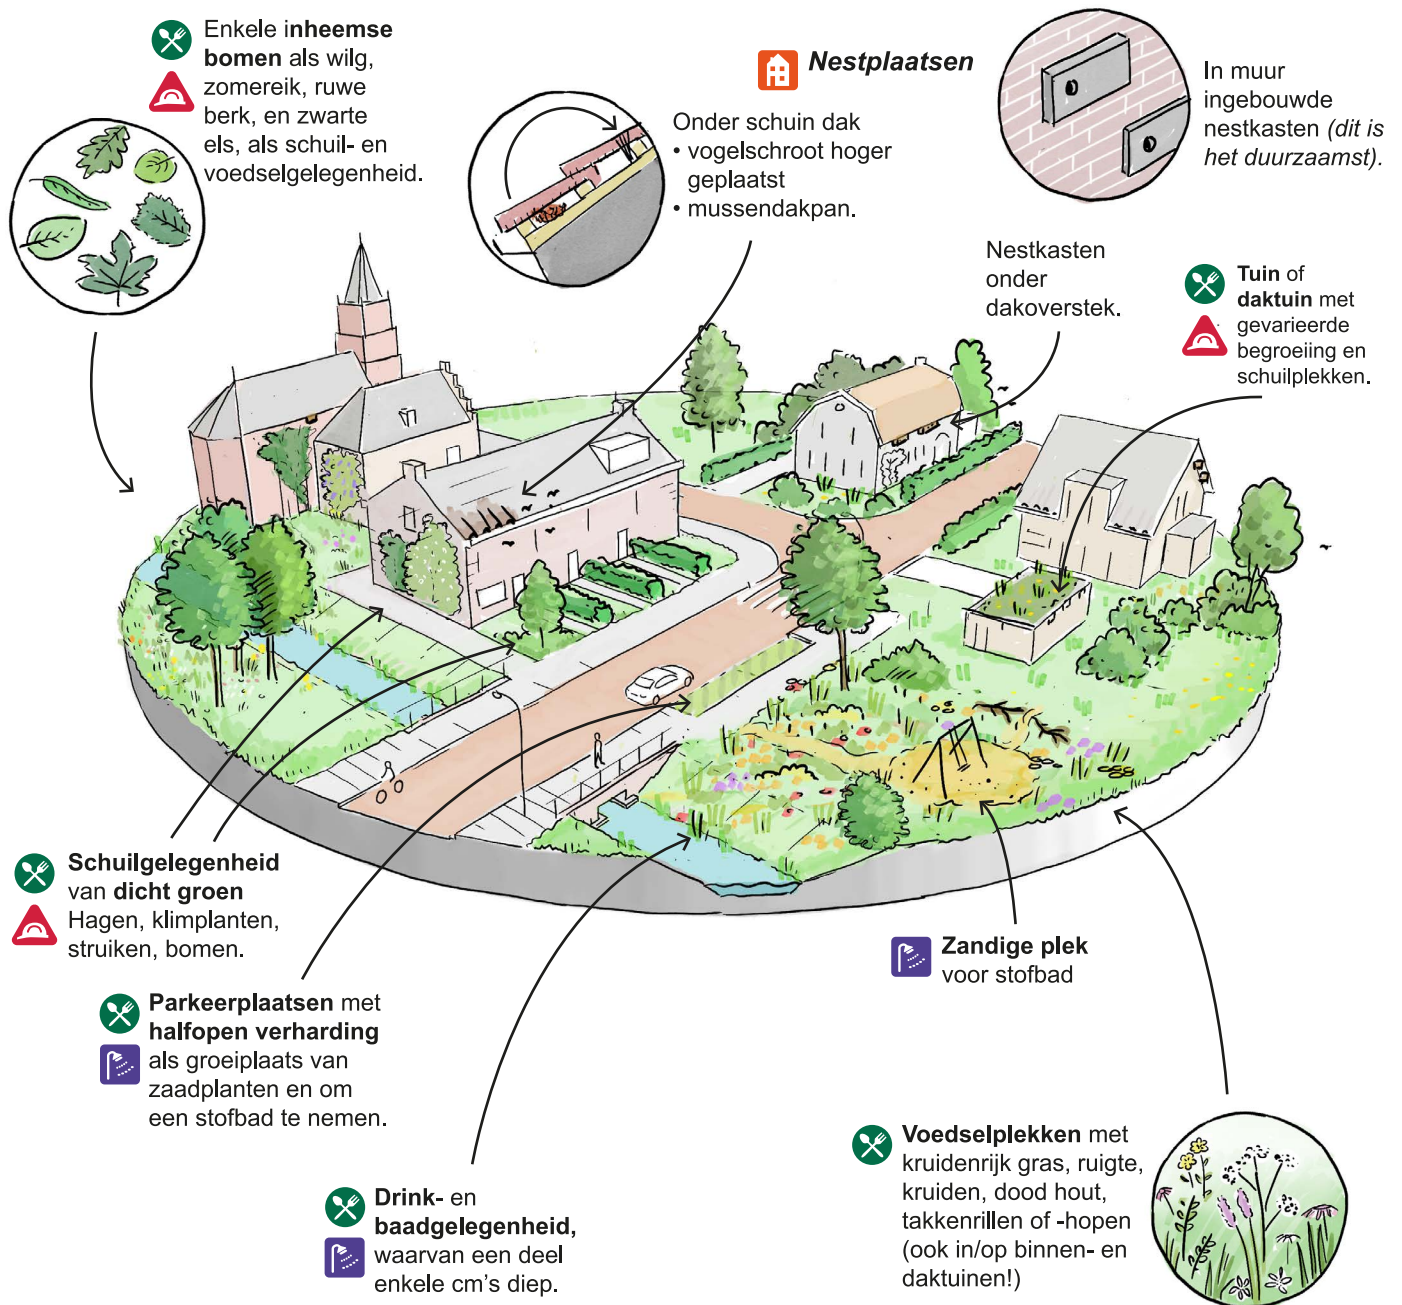 Enkele inheemse
bomen als wilg,
zomereik, ruwe
berk, en zwarte
els, als schuil- en
voedselgelegenheid.
Nestplaatsen
Onder schuin dak
• vogelschroot hoger
geplaatst
• mussendakpan.
In muur
ingebouwde
nestkasten (dit is
het duurzaamst).
Nestkasten
onder
dakoverstek.
Tuin of
daktuin met
gevarieerde
begroeiing en
schuilplekken.
Schuilgelegenheid
van dicht groen
Hagen, klimplanten,
struiken, bomen.
Zandige plek
voor stofbad
Parkeerplaatsen met
halfopen verharding
als groeiplaats van
zaadplanten en om
een stofbad te nemen.
Voedselplekken met
kruidenrijk gras, ruigte,
kruiden, dood hout,
takkenrillen of -hopen
(ook in/op binnen- en
daktuinen!)
Drink- en
baadgelegenheid,
waarvan een deel
enkele cm's diep.